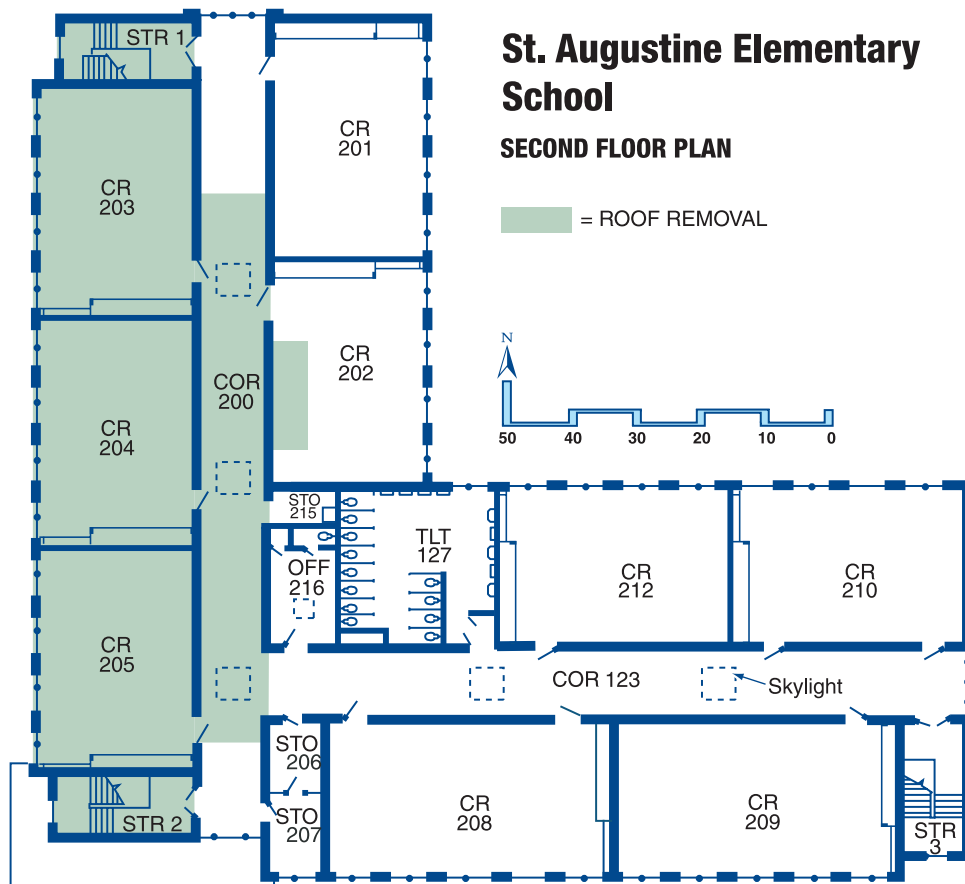 St. Augustine Elementary
School
SECOND FLOOR PLAN
= ROOF REMOVAL
STR 1
CR
201
CR
203
CR
202
COR
200
CR
204
N
50 40 30 20 10 0
STO
215
TLT
127
OFF
216
CR
212
CR
210
CR
205
COR 123
Skylight
STO
206
STO
207
CR
208
CR
209
STR 2
STR
3